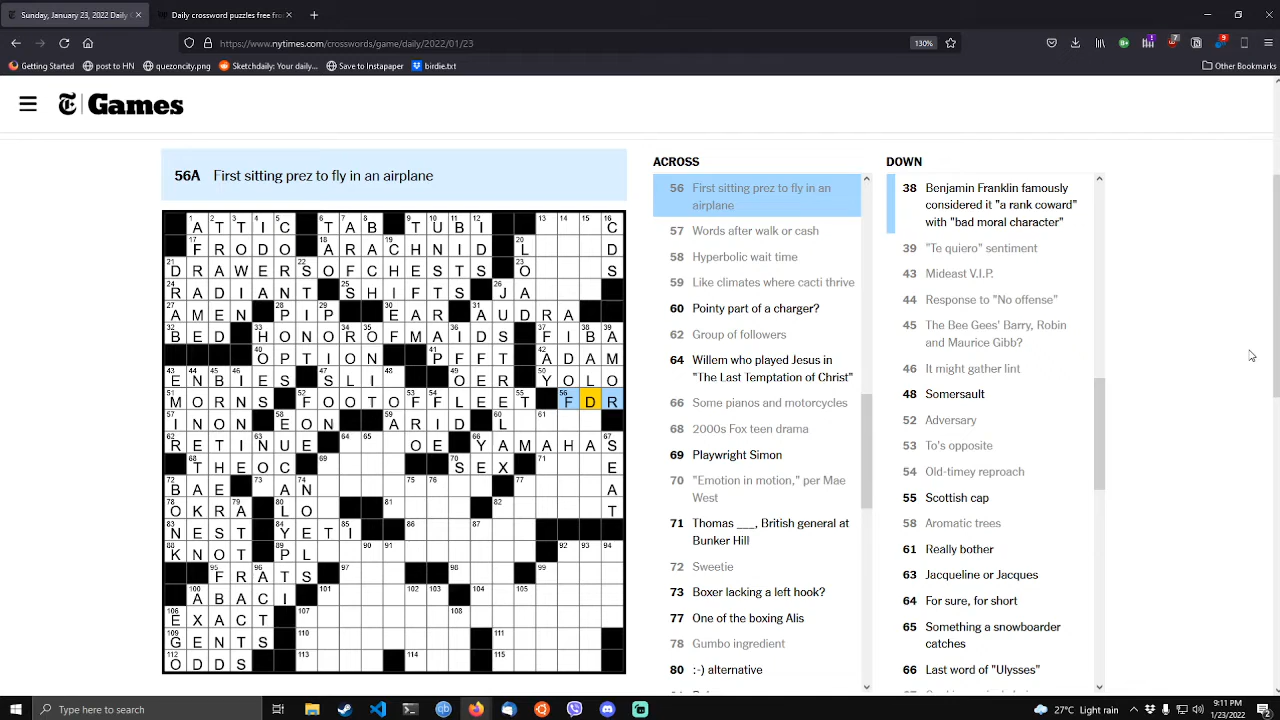 Sunday, January 23, 2022 Daily C
Daily crossword puzzles free fro
https://www.nytimes.com/crosswords/game/daily/2022/01/23
130%
Getting Started
post to HN
quezoncity.png
Sketchdaily: Your daily...
Save to Instapaper
birdie.txt
Other Bookmarks
Games
56A First sitting prez to fly in an airplane
A T T I C T B T U B I C
F R O D O A R A C H N I D L D
D R A W E R S O F C H E S T S O S
R A D I A N T S H I F T S J A
A M E N P I P E A R A U D R A
B E D H O N O R O F M A I D S F I B A
O P T I O N P F F T A D A M
E N B I E S S L I O E R Y O L O
M O R N S F O O T O F F L E E T F D R
I N O N E O N A R I D L
R E T I N U E O E Y A M A H A S
T H E O C S E X E
B A E A N A
O K R A L O T
N E S T Y E T I
K N O T P L
F R A T S
A B A C I
E X A C T
G E N T S
O D D S
ACROSS
56 First sitting prez to fly in an
airplane
57 Words after walk or cash
58 Hyperbolic wait time
59 Like climates where cacti thrive
60 Pointy part of a charger?
62 Group of followers
64 Willem who played Jesus in
"The Last Temptation of Christ"
66 Some pianos and motorcycles
68 2000s Fox teen drama
69 Playwright Simon
70 "Emotion in motion," per Mae
West
71 Thomas ___, British general at
Bunker Hill
72 Sweetie
73 Boxer lacking a left hook?
77 One of the boxing Alis
78 Gumbo ingredient
80 :-) alternative
DOWN
38 Benjamin Franklin famously
considered it "a rank coward"
with "bad moral character"
39 "Te quiero" sentiment
43 Mideast V.I.P.
44 Response to "No offense"
45 The Bee Gees' Barry, Robin
and Maurice Gibb?
46 It might gather lint
48 Somersault
52 Adversary
53 To's opposite
54 Old-timey reproach
55 Scottish cap
58 Aromatic trees
61 Really bother
63 Jacqueline or Jacques
64 For sure, for short
65 Something a snowboarder
catches
66 Last word of "Ulysses"
Type here to search
27°C Light rain
9:11 PM
1/23/2022